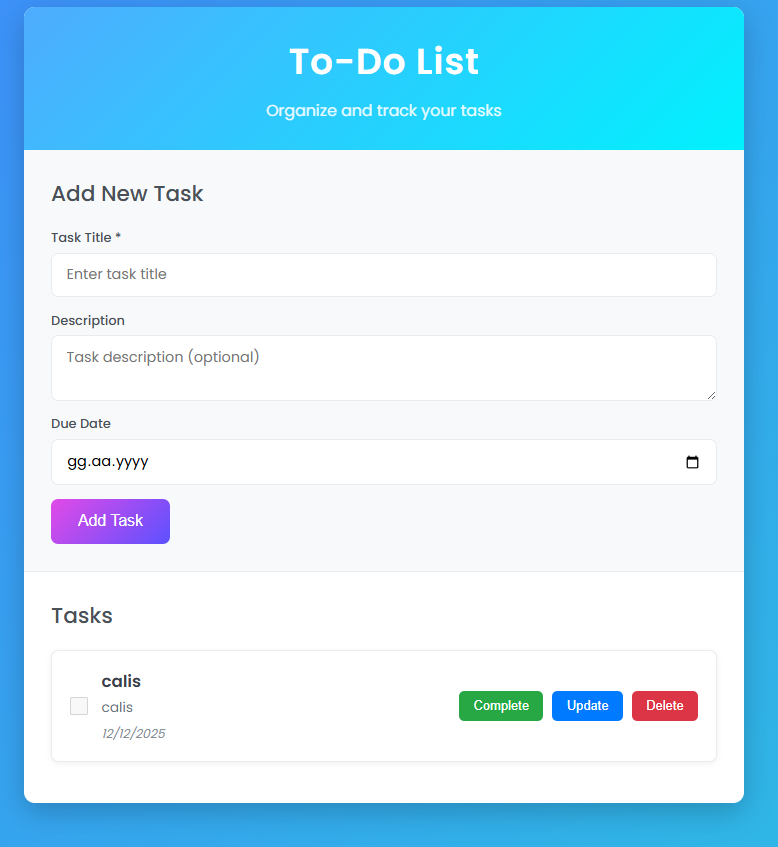 To-Do List
Organize and track your tasks
Add New Task
Task Title *
Enter task title
Description
Task description (optional)
Due Date
gg.aa.yyyy
Add Task
Tasks
calis
calis
12/12/2025
Complete Update Delete